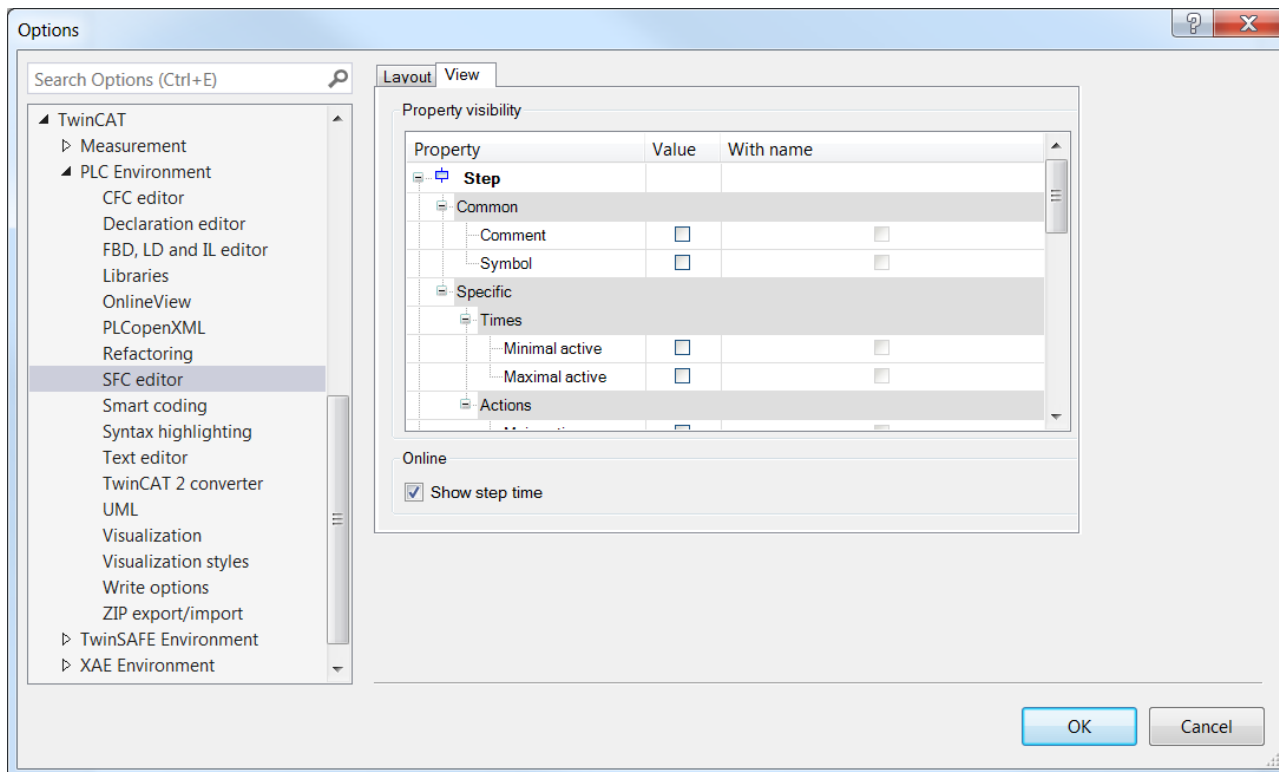 Options
Search Options (Ctrl+E)
TwinCAT
Measurement
PLC Environment
CFC editor
Declaration editor
FBD, LD and IL editor
Libraries
OnlineView
PLCopenXML
Refactoring
SFC editor
Smart coding
Syntax highlighting
Text editor
TwinCAT 2 converter
UML
Visualization
Visualization styles
Write options
ZIP export/import
TwinSAFE Environment
XAE Environment
Layout View
Property visibility
Property Value With name
Step
Common
Comment
Symbol
Specific
Times
Minimal active
Maximal active
Actions
Online
Show step time
OK Cancel